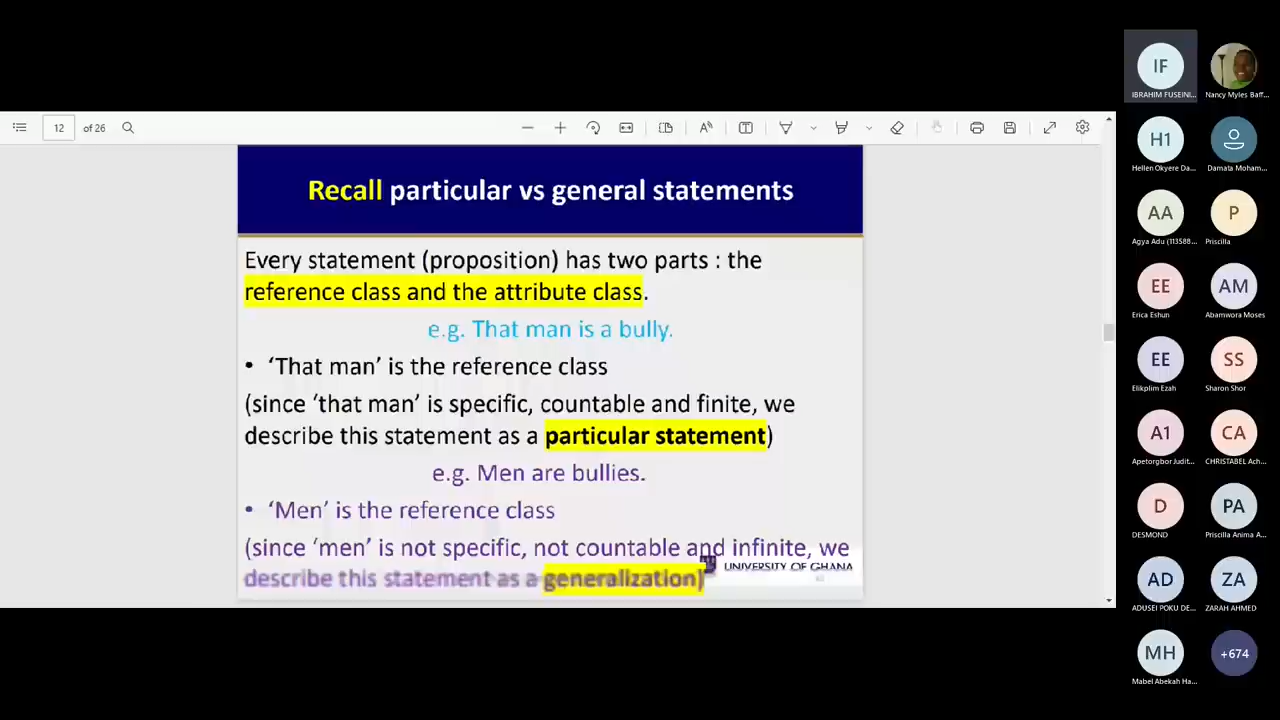 12 of 26
Recall particular vs general statements
Every statement (proposition) has two parts : the
reference class and the attribute class.
e.g. That man is a bully.
• ‘That man’ is the reference class
(since ‘that man’ is specific, countable and finite, we
describe this statement as a particular statement)
e.g. Men are bullies.
• ‘Men’ is the reference class
(since ‘men’ is not specific, not countable and infinite, we
describe this statement as a generalization)
UNIVERSITY OF GHANA
IF
IBRAHIM FUSEINI...
Nancy Myles Baff...
H1
Hellen Okyere Da...
Damata Moham...
AA
Agya Adu (113588...
P
Priscilla
EE
Erica Eshun
AM
Abamwora Moses
EE
Elikplim Ezah
SS
Sharon Shor
A1
Apetorgbor Judit...
CA
CHRISTABEL Ach...
D
DESMOND
PA
Priscilla Anima A...
AD
ADUSEI POKU DE...
ZA
ZARAH AHMED
MH
Mabel Abekah Ha...
+674